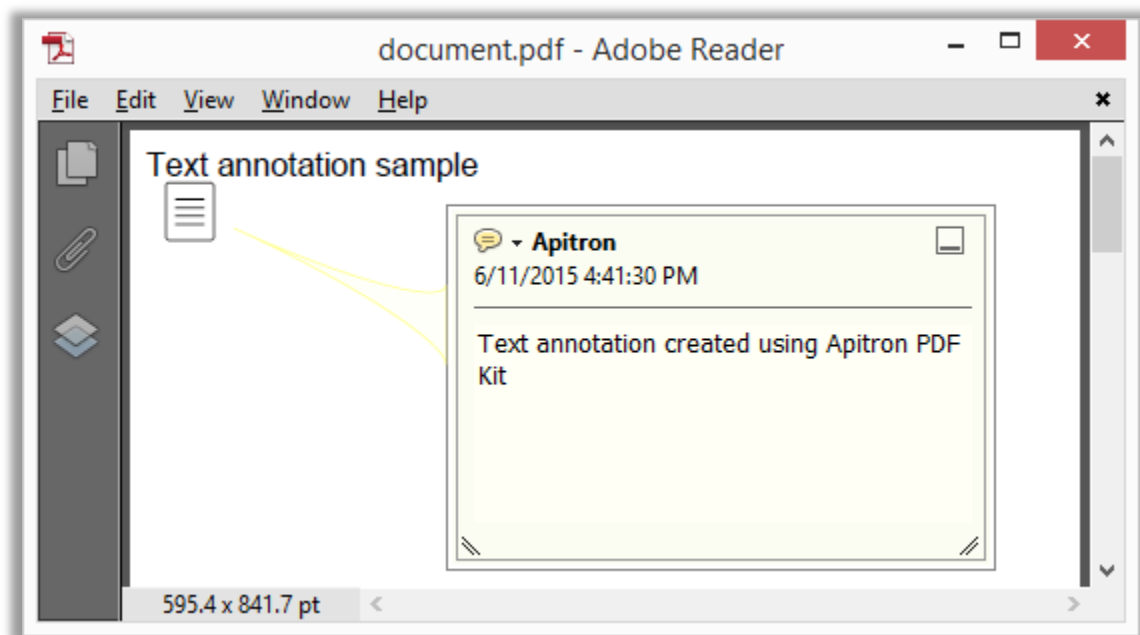 document.pdf - Adobe Reader
File Edit View Window Help
Text annotation sample
Apitron
6/11/2015 4:41:30 PM
Text annotation created using Apitron PDF
Kit
595.4 x 841.7 pt